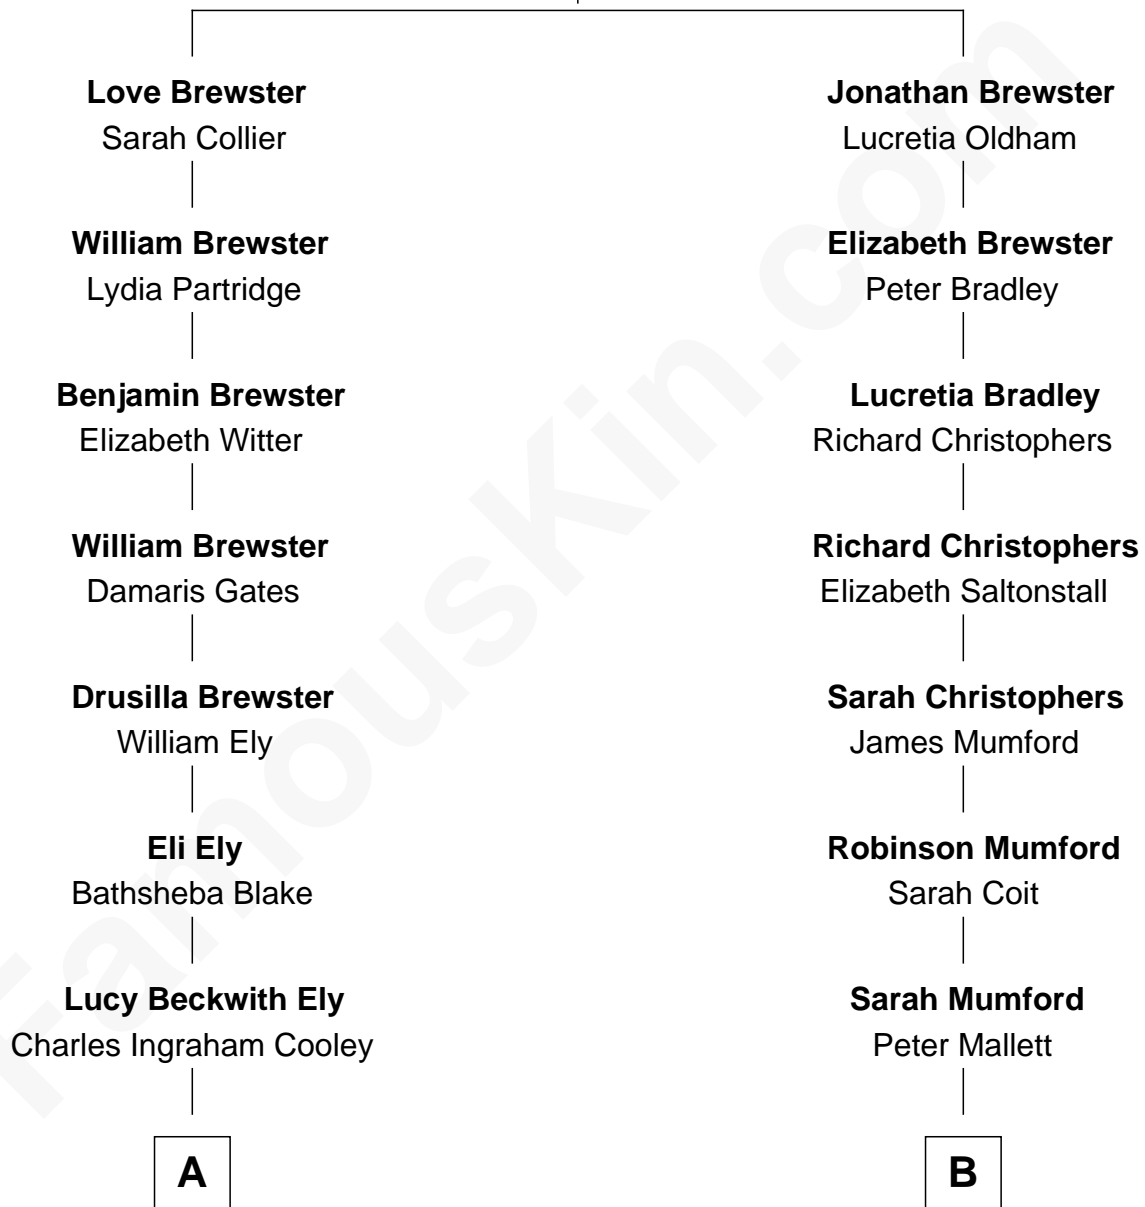 Love Brewster
Sarah Collier
William Brewster
Lydia Partridge
Benjamin Brewster
Elizabeth Witter
William Brewster
Damaris Gates
Drusilla Brewster
William Ely
Eli Ely
Bathsheba Blake
Lucy Beckwith Ely
Charles Ingraham Cooley
A
Jonathan Brewster
Lucretia Oldham
Elizabeth Brewster
Peter Bradley
Lucretia Bradley
Richard Christophers
Richard Christophers
Elizabeth Saltonstall
Sarah Christophers
James Mumford
Robinson Mumford
Sarah Coit
Sarah Mumford
Peter Mallett
B
FamousKin.com